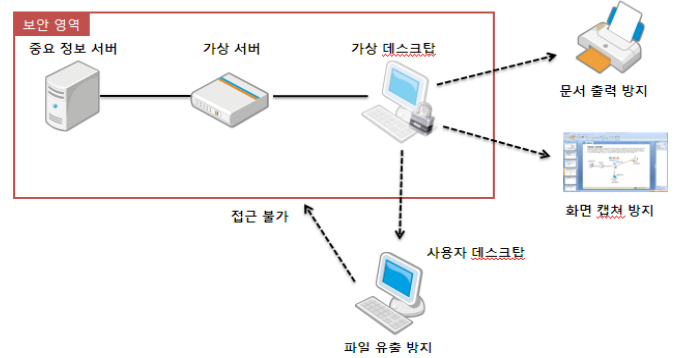 보안 영역
중요 정보 서버
가상 서버
가상 데스크탑
문서 출력 방지
화면 캡쳐 방지
접근 불가
사용자 데스크탑
파일 유출 방지